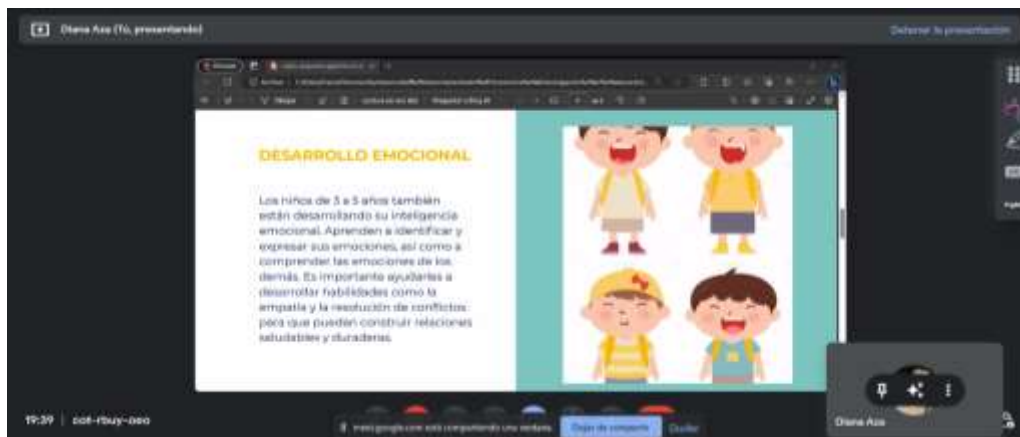 Diana Aza (Tú, presentando)
Detener la presentación
DESARROLLO EMOCIONAL
Los niños de 3 a 5 años también
están desarrollando su inteligencia
emocional. Aprenden a identificar y
expresar sus emociones, así como a
comprender las emociones de los
demás. Es importante ayudarles a
desarrollar habilidades como la
empatía y la resolución de conflictos
para que puedan construir relaciones
saludables y duraderas.
19:39
meet.google.com está compartiendo una ventana.
Dejar de compartir
Ocultar
Diana Aza